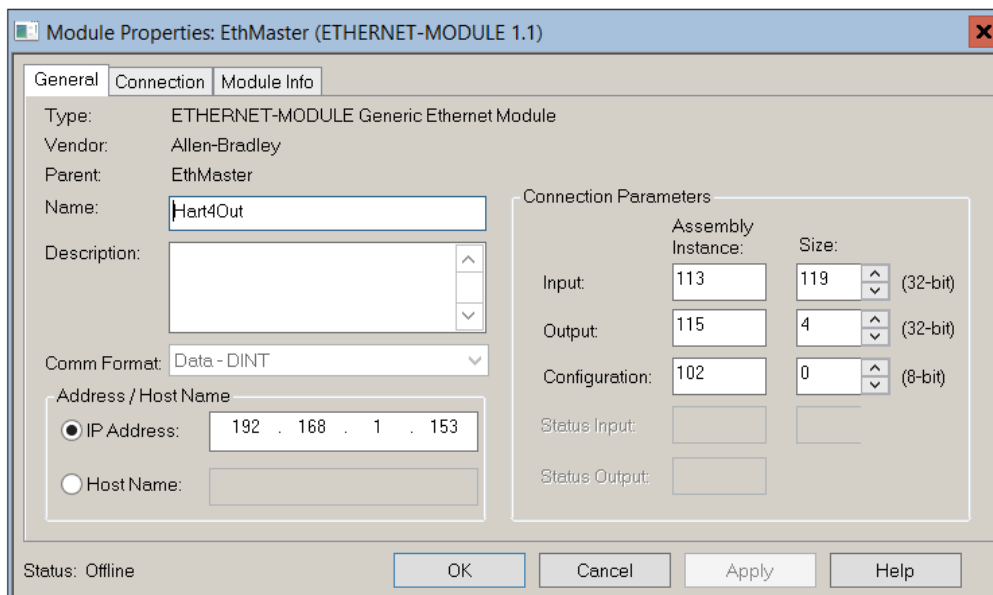 Module Properties: EthMaster (ETHERNET-MODULE 1.1)
General Connection Module Info
Type: ETHERNET-MODULE Generic Ethernet Module
Vendor: Allen-Bradley
Parent: EthMaster
Name: Hart4Out
Description:
Comm Format: Data - DINT
Address / Host Name
IP Address: 192 . 168 . 1 . 153
Host Name:
Connection Parameters
Assembly
Instance: Size:
Input: 113 119 (32-bit)
Output: 115 4 (32-bit)
Configuration: 102 0 (8-bit)
Status Input:
Status Output:
Status: Offline OK Cancel Apply Help